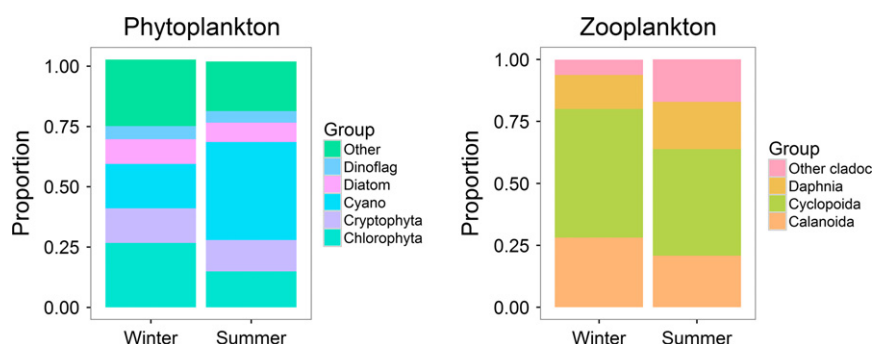 Phytoplankton
Proportion
1.00
0.75
0.50
0.25
0.00
Winter Summer
Group
Other
Dinoflag
Diatom
Cyano
Cryptophyta
Chlorophyta
Zooplankton
Proportion
1.00
0.75
0.50
0.25
0.00
Winter Summer
Group
Other cladoc
Daphnia
Cyclopoida
Calanoida